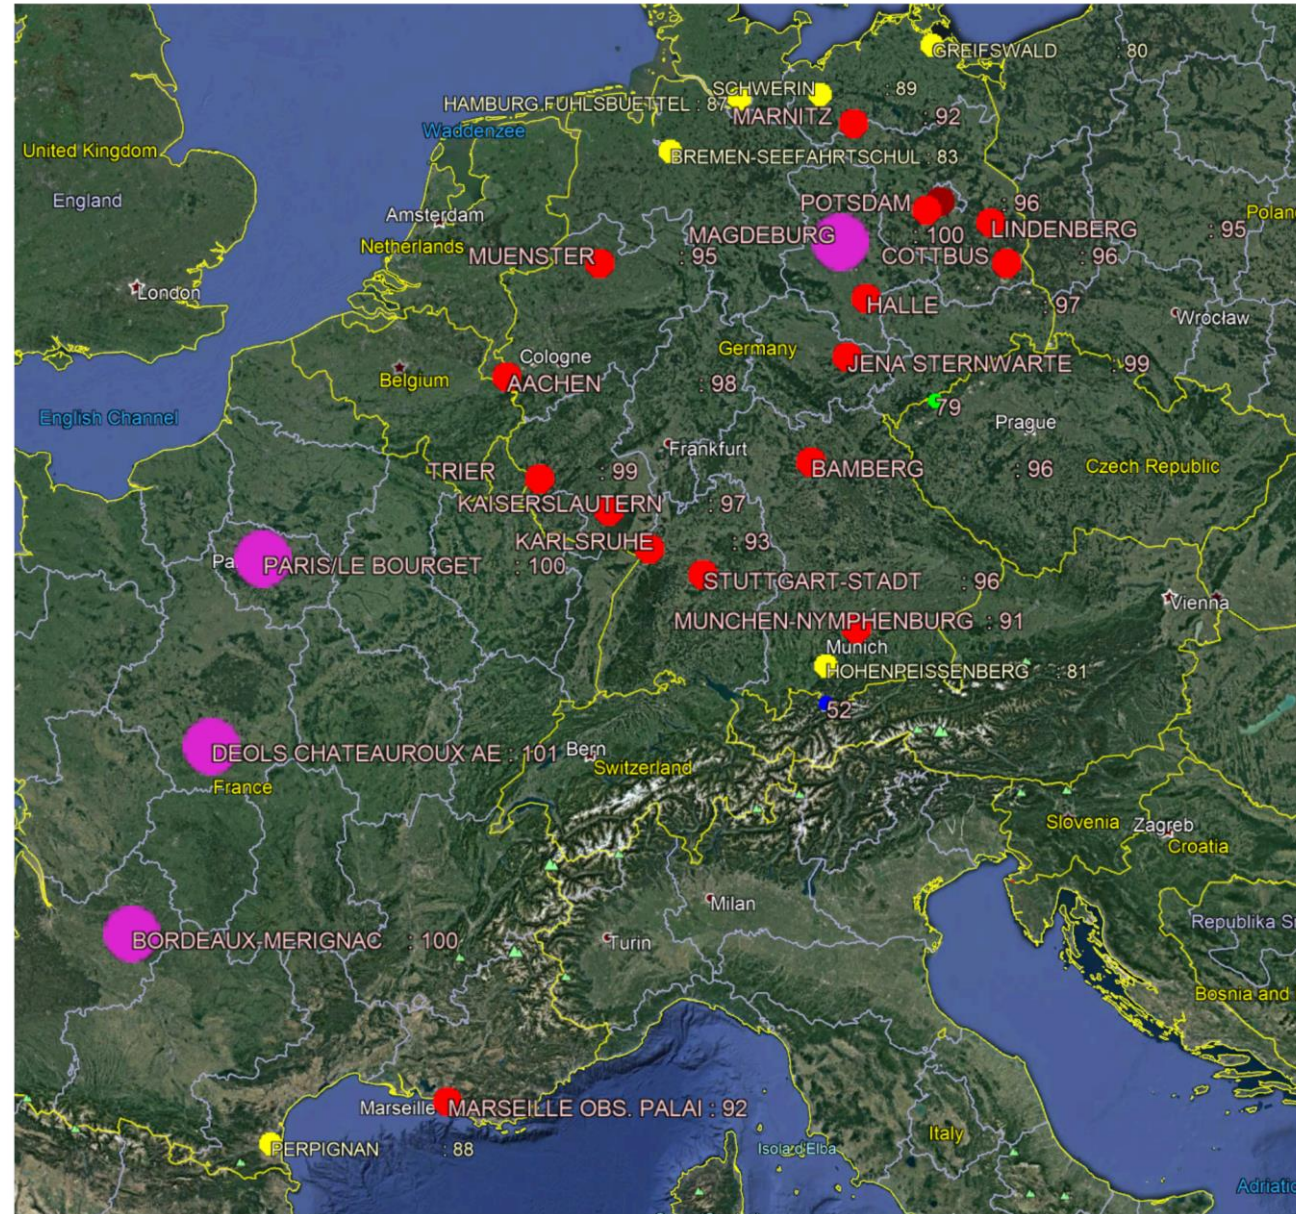 GREIFSWALD : 80
SCHWERIN : 89
HAMBURG FUHLSBUETTEL : 87
MARNITZ : 92
Waddenzee
United Kingdom
BREMEN-SEEFAHRTSCHUL : 83
England
POTSDAM : 96
Amsterdam
LINDENBERG : 95
MAGDEBURG : 100
Netherlands
MUENSTER : 95
COTTBUS : 96
London
HALLE : 97
Wrocław
Germany
Cologne
JENA STERNWARTE : 99
Belgium
AACHEN : 98
79
English Channel
Prague
Frankfurt
Czech Republic
TRIER : 99
BAMBERG : 96
KAISERSLAUTERN : 97
KARLSRUHE : 93
PARIS/LE BOURGET : 100
STUTTGART-STADT : 96
Vienna
MUNCHEN-NYMPHENBURG : 91
Munich
HOHENPEISSENBERG : 81
52
Bern
DEOLS CHATEAUROUX AE : 101
Switzerland
France
Slovenia
Zagreb
Croatia
Milan
Republika
BORDEAUX-MERIGNAC : 100
Turin
Bosnia and
Marseille
MARSEILLE OBS. PALAI : 92
Italy
PERPIGNAN : 88
Isola d'Elba